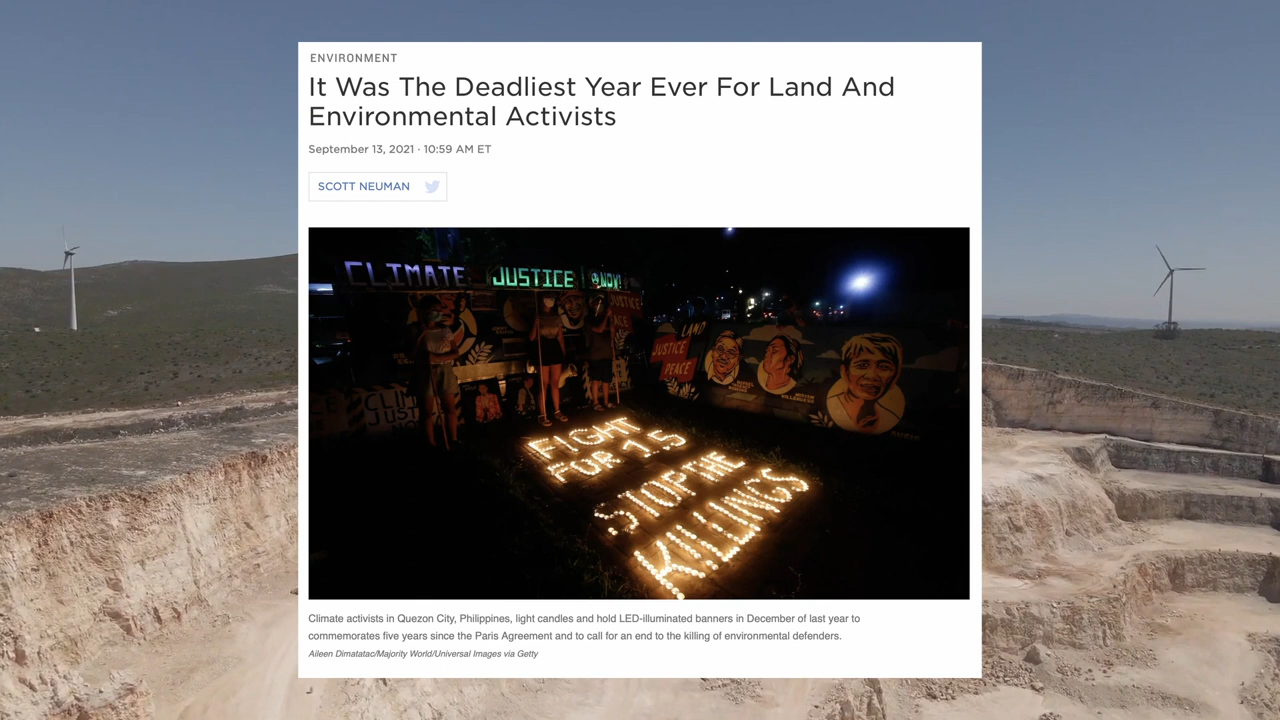 ENVIRONMENT
It Was The Deadliest Year Ever For Land And
Environmental Activists
September 13, 2021 · 10:59 AM ET
SCOTT NEUMAN
CLIMATE JUSTICE NOW!
JUSTICE
LAND
JUSTICE
PEACE
CLIM
JUST
FIGHT
FOR 1.5
STOP THE
KILLINGS
Climate activists in Quezon City, Philippines, light candles and hold LED-illuminated banners in December of last year to
commemorates five years since the Paris Agreement and to call for an end to the killing of environmental defenders.
Aileen Dimatatac/Majority World/Universal Images via Getty